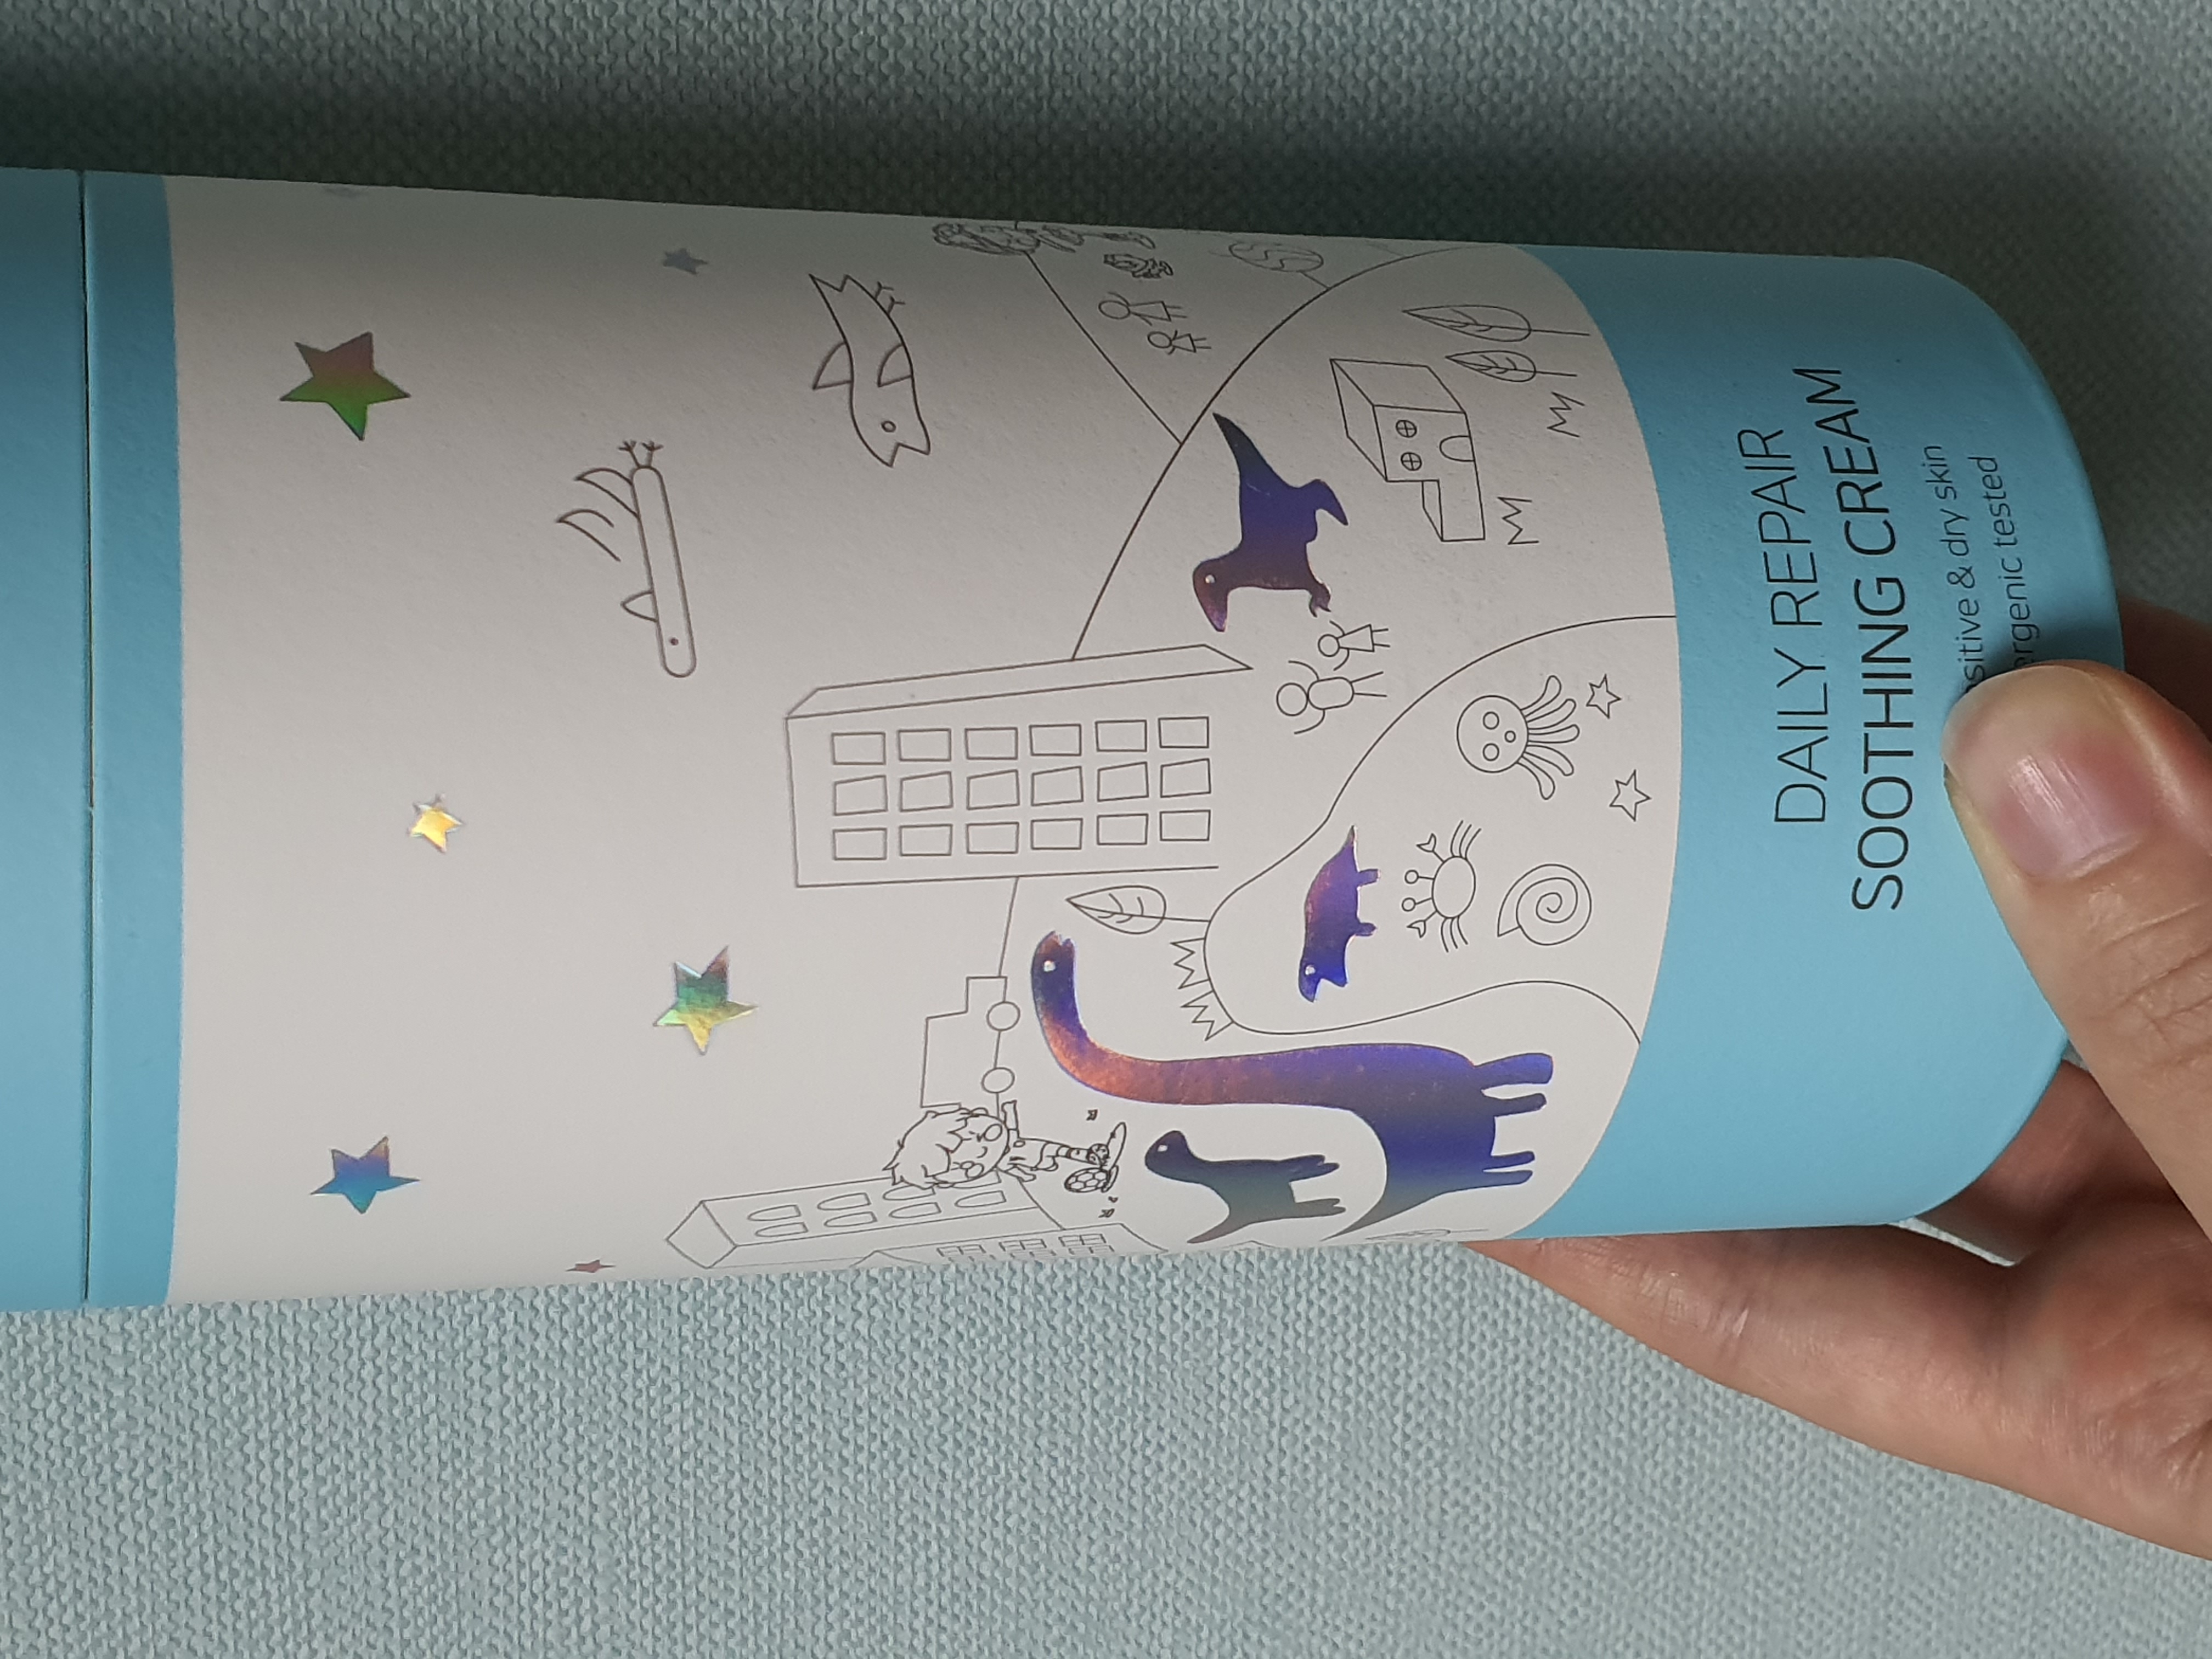 DAILY REPAIR
SOOTHING CREAM
& dry skin
tested